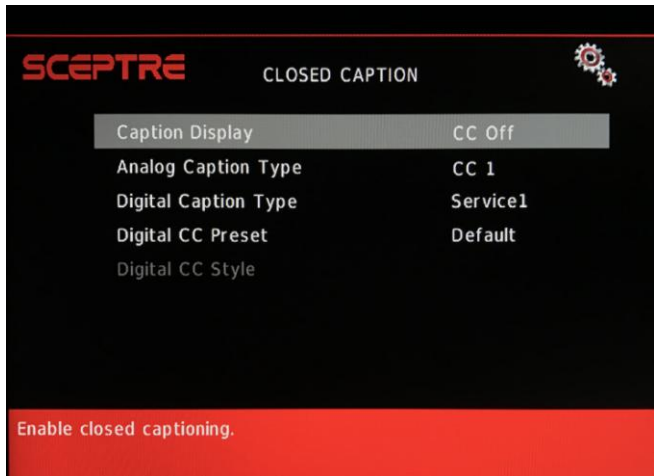 SCEPTRE
CLOSED CAPTION
Caption Display CC Off
Analog Caption Type CC 1
Digital Caption Type Service1
Digital CC Preset Default
Digital CC Style
Enable closed captioning.